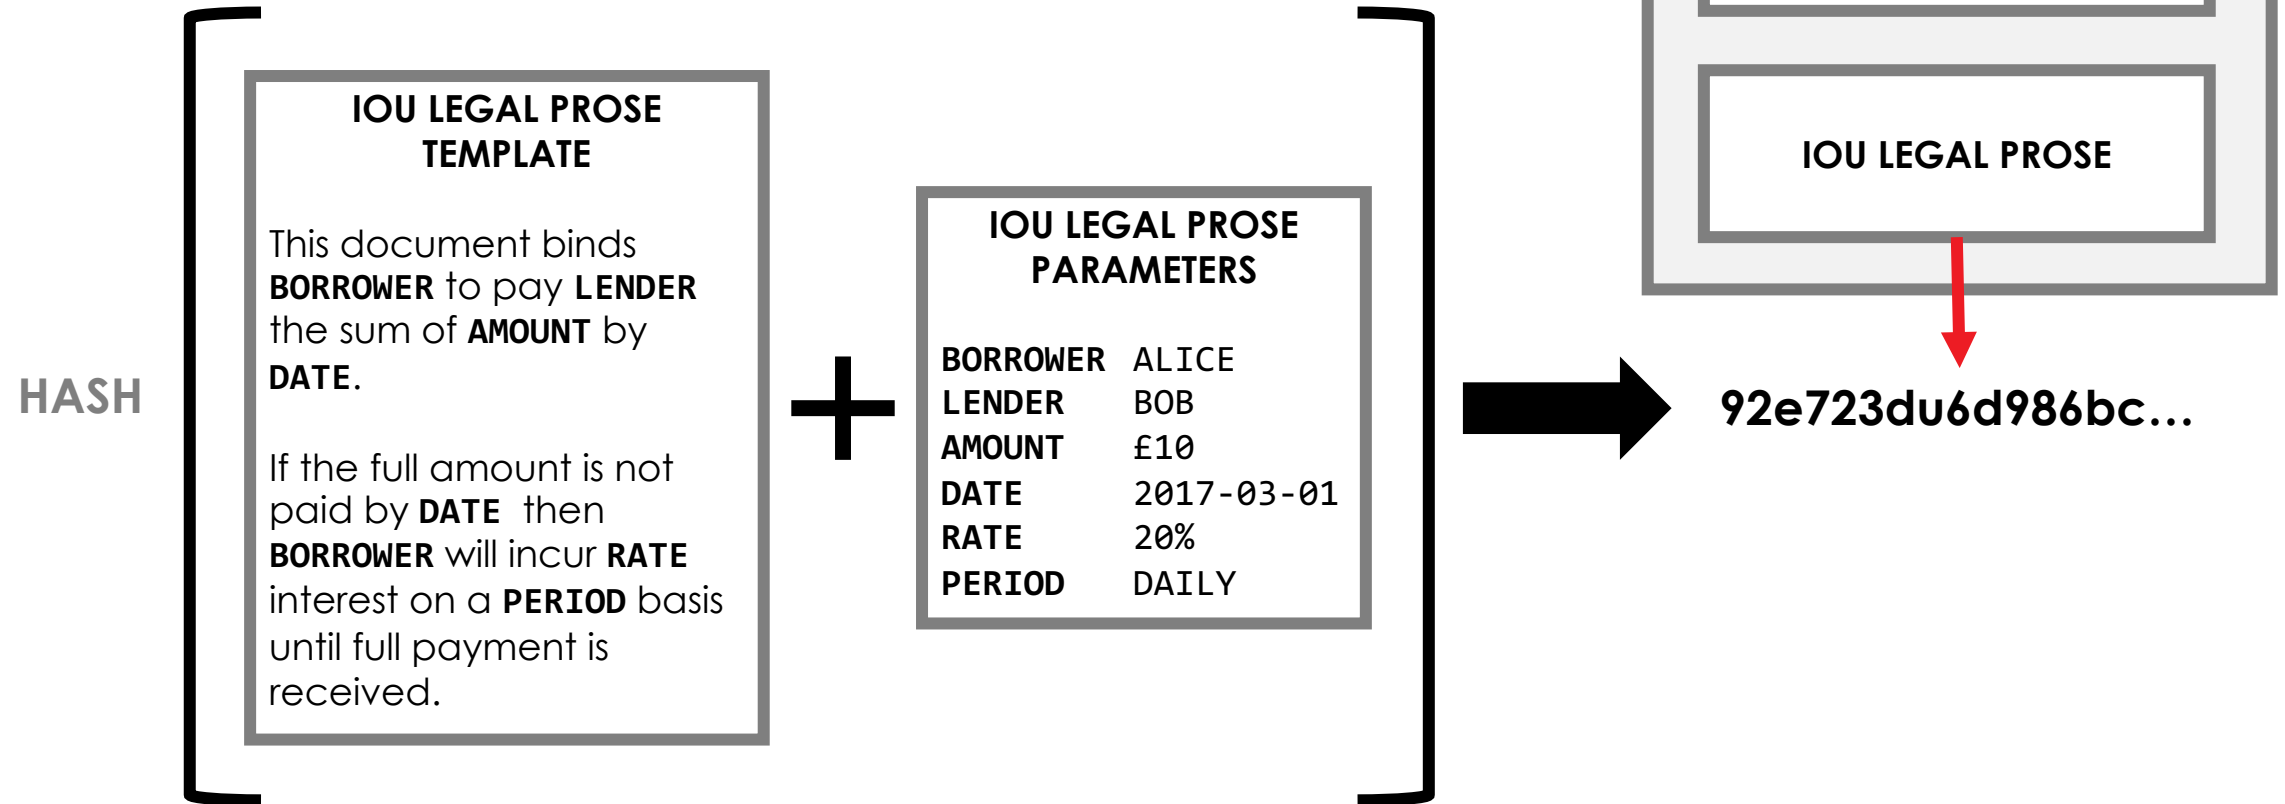 HASH
IOU LEGAL PROSE
TEMPLATE
This document binds
BORROWER to pay LENDER
the sum of AMOUNT by
DATE.
If the full amount is not
paid by DATE then
BORROWER will incur RATE
interest on a PERIOD basis
until full payment is
received.
IOU LEGAL PROSE
PARAMETERS
BORROWER ALICE
LENDER BOB
AMOUNT £10
DATE 2017-03-01
RATE 20%
PERIOD DAILY
IOU LEGAL PROSE
92e723du6d986bc...